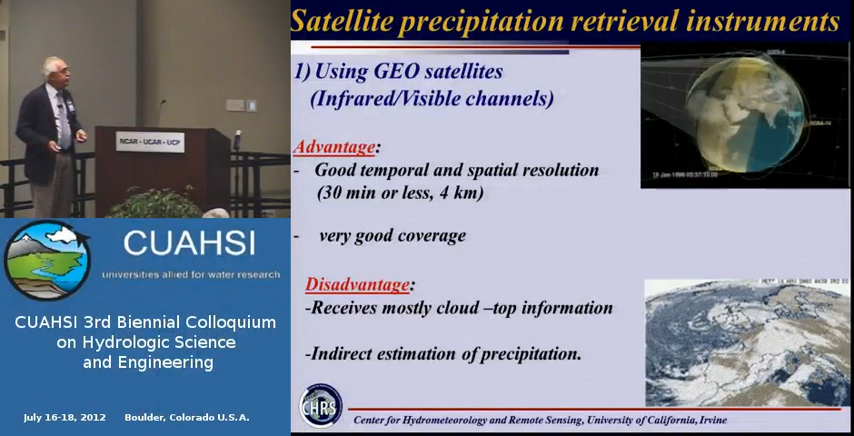 Satellite precipitation retrieval instruments
1) Using GEO satellites
(Infrared/Visible channels)
Advantage:
- Good temporal and spatial resolution
(30 min or less, 4 km)
- very good coverage
Disadvantage:
-Receives mostly cloud –top information
-Indirect estimation of precipitation.
CHRS
Center for Hydrometeorology and Remote Sensing, University of California, Irvine
NCAR • UCAR • UCP
CUAHSI
universities allied for water research
CUAHSI 3rd Biennial Colloquium
on Hydrologic Science
and Engineering
July 16-18, 2012 Boulder, Colorado U.S.A.